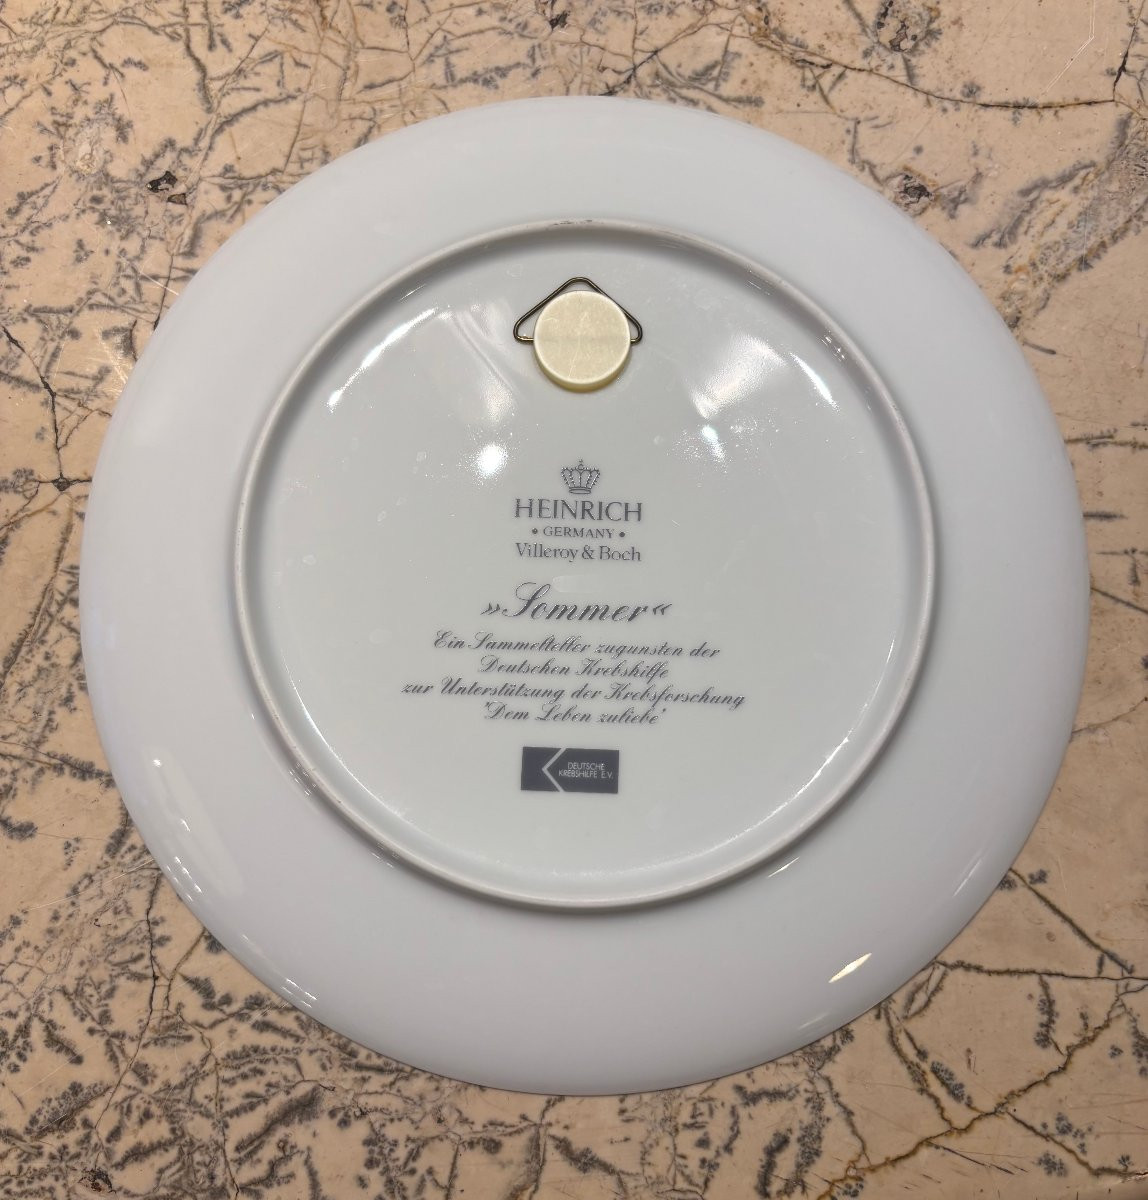 HEINRICH
• GERMANY •
Villeroy & Boch
»Sommer«
Ein Sammelteller zugunsten der
Deutschen Krebshilfe
zur Unterstützung der Krebsforschung
"Dem Leben zuliebe"
DEUTSCHE
KREBSHILFE E.V.